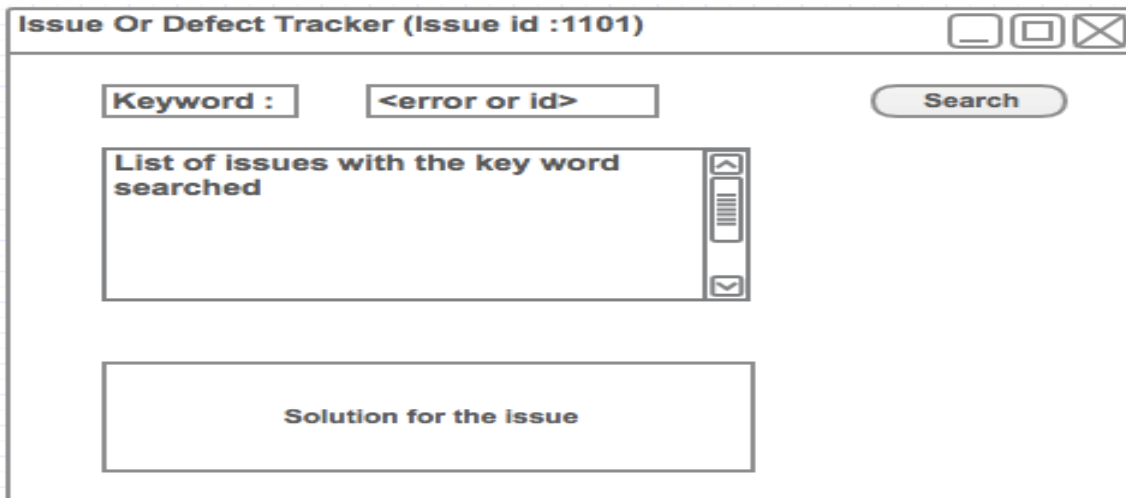 Issue Or Defect Tracker (Issue id :1101)
Keyword :
<error or id>
Search
List of issues with the key word
searched
Solution for the issue